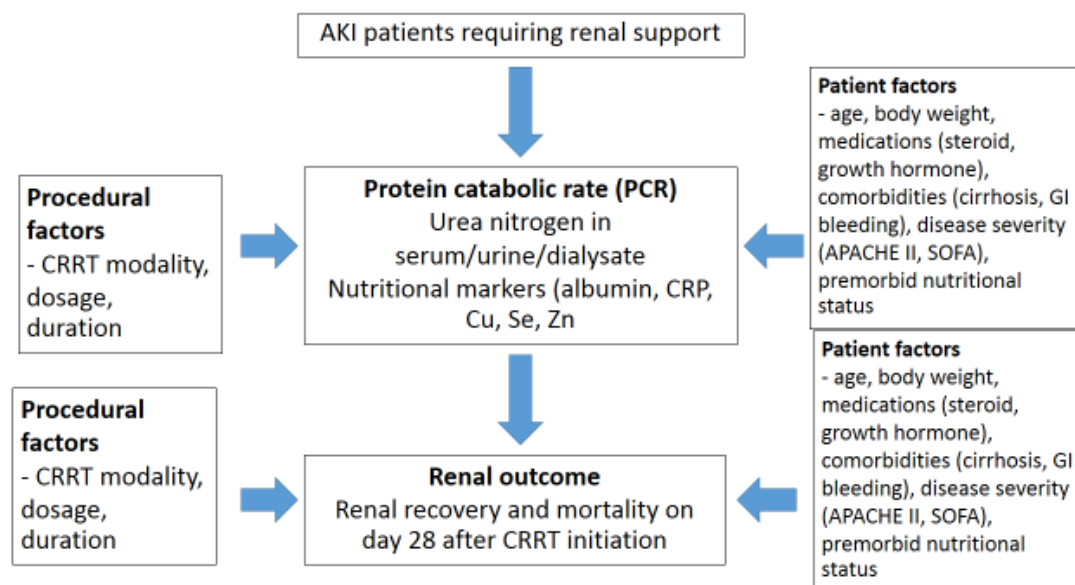 AKI patients requiring renal support
Patient factors
- age, body weight,
medications (steroid,
growth hormone),
comorbidities (cirrhosis, GI
bleeding), disease severity
(APACHE II, SOFA),
premorbid nutritional
status
Procedural
factors
- CRRT modality,
dosage,
duration
Protein catabolic rate (PCR)
Urea nitrogen in
serum/urine/dialysate
Nutritional markers (albumin, CRP,
Cu, Se, Zn
Patient factors
- age, body weight,
medications (steroid,
growth hormone),
comorbidities (cirrhosis, GI
bleeding), disease severity
(APACHE II, SOFA),
premorbid nutritional
status
Procedural
factors
- CRRT modality,
dosage,
duration
Renal outcome
Renal recovery and mortality on
day 28 after CRRT initiation